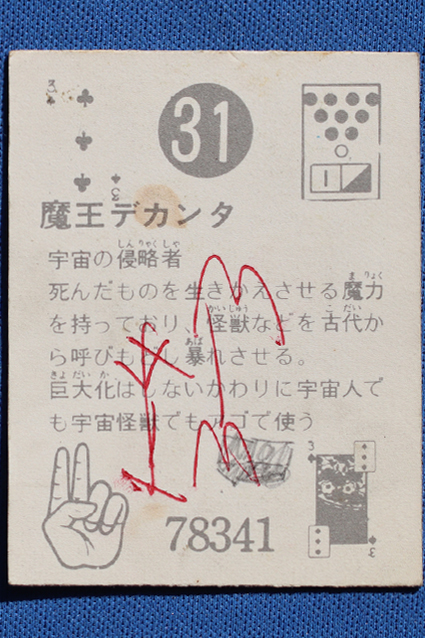 31
3
魔王デカンタ
宇宙の侵略者
死んだものを生きかえさせる魔力
を持っており、怪獣などを古代か
ら呼びもどし暴れさせる。
巨大化はしないかわりに宇宙人で
も宇宙怪獣でもアゴで使う
3
78341
3